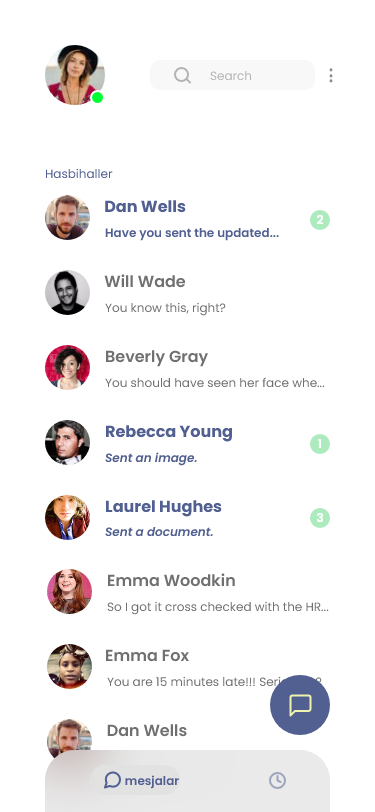 Search
Hasbihaller
Dan Wells
Have you sent the updated...
2
Will Wade
You know this, right?
Beverly Gray
You should have seen her face whe...
Rebecca Young
Sent an image.
1
Laurel Hughes
Sent a document.
3
Emma Woodkin
So I got it cross checked with the HR...
Emma Fox
You are 15 minutes late!!!
Dan Wells
mesjalar